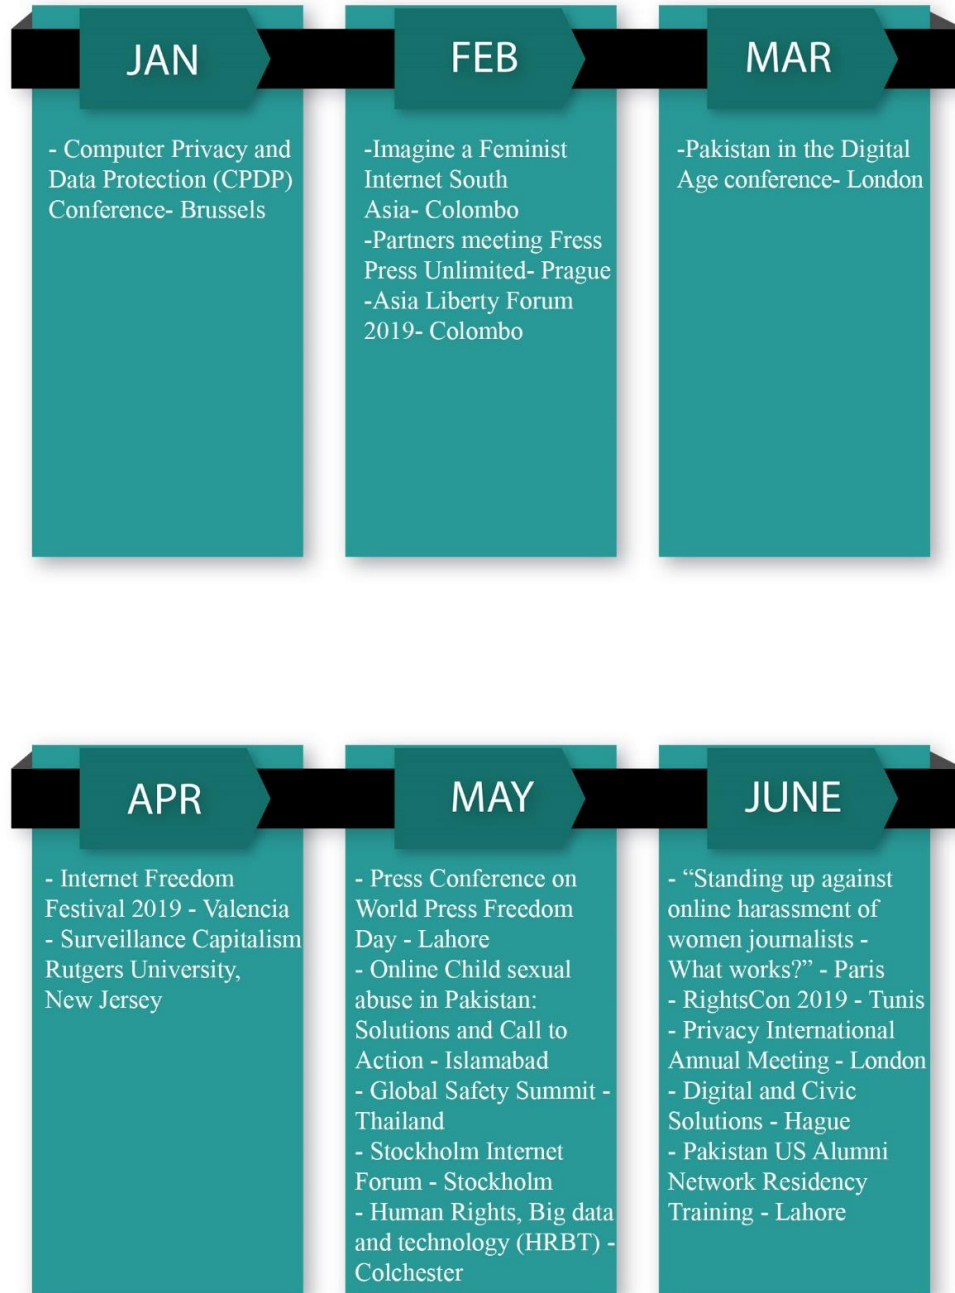 JAN
- Computer Privacy and
Data Protection (CPDP)
Conference- Brussels
FEB
-Imagine a Feminist
Internet South
Asia- Colombo
-Partners meeting Fress
Press Unlimited- Prague
-Asia Liberty Forum
2019- Colombo
MAR
-Pakistan in the Digital
Age conference- London
APR
- Internet Freedom
Festival 2019 - Valencia
- Surveillance Capitalism
Rutgers University,
New Jersey
MAY
- Press Conference on
World Press Freedom
Day - Lahore
- Online Child sexual
abuse in Pakistan:
Solutions and Call to
Action - Islamabad
- Global Safety Summit -
Thailand
- Stockholm Internet
Forum - Stockholm
- Human Rights, Big data
and technology (HRBT) -
Colchester
JUNE
- “Standing up against
online harassment of
women journalists -
What works?” - Paris
- RightsCon 2019 - Tunis
- Privacy International
Annual Meeting - London
- Digital and Civic
Solutions - Hague
- Pakistan US Alumni
Network Residency
Training - Lahore